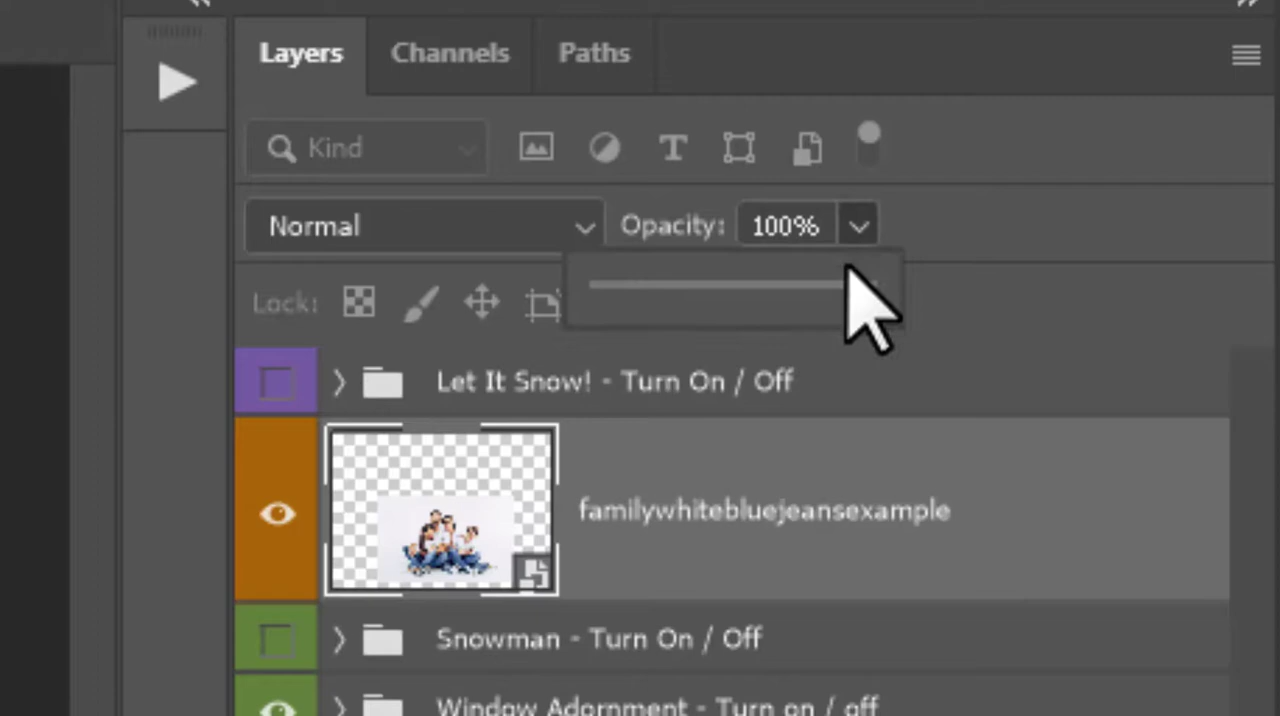 Layers Channels Paths
Kind
Normal Opacity: 100%
Lock:
Let It Snow! - Turn On / Off
familywhitebluejeansexample
Snowman - Turn On / Off
Window Adornment - Turn on / off